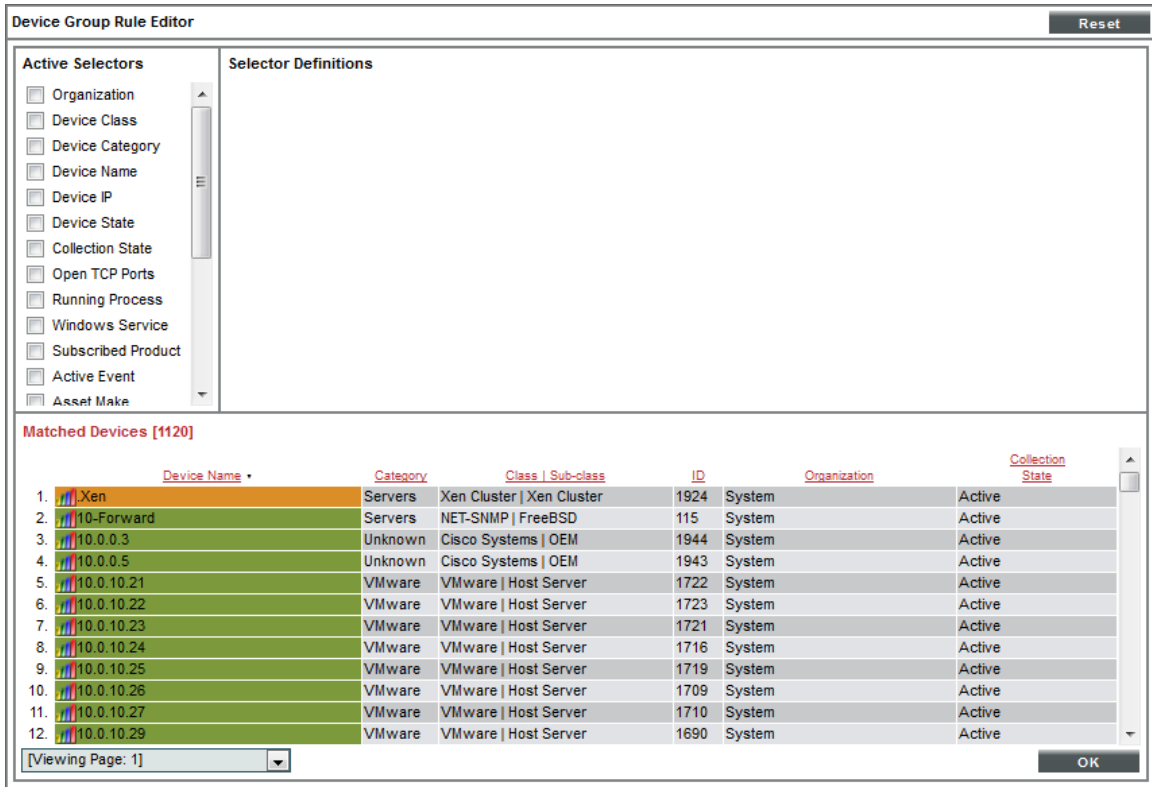 Device Group Rule Editor
Reset
Active Selectors
Organization
Device Class
Device Category
Device Name
Device IP
Device State
Collection State
Open TCP Ports
Running Process
Windows Service
Subscribed Product
Active Event
Asset Make
Selector Definitions
Matched Devices [1120]
Device Name Category Class | Sub-class ID Organization Collection State
1. .Xen Servers Xen Cluster | Xen Cluster 1924 System Active
2. 10-Forward Servers NET-SNMP | FreeBSD 115 System Active
3. 10.0.0.3 Unknown Cisco Systems | OEM 1944 System Active
4. 10.0.0.5 Unknown Cisco Systems | OEM 1943 System Active
5. 10.0.10.21 VMware VMware | Host Server 1722 System Active
6. 10.0.10.22 VMware VMware | Host Server 1723 System Active
7. 10.0.10.23 VMware VMware | Host Server 1721 System Active
8. 10.0.10.24 VMware VMware | Host Server 1716 System Active
9. 10.0.10.25 VMware VMware | Host Server 1719 System Active
10. 10.0.10.26 VMware VMware | Host Server 1709 System Active
11. 10.0.10.27 VMware VMware | Host Server 1710 System Active
12. 10.0.10.29 VMware VMware | Host Server 1690 System Active
[Viewing Page: 1]
OK